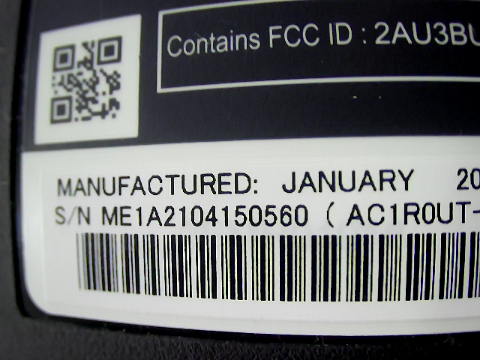 Contains FCC ID : 2AU3BU
MANUFACTURED: JANUARY 20
S/N ME1A2104150560 ( AC1R0UT-